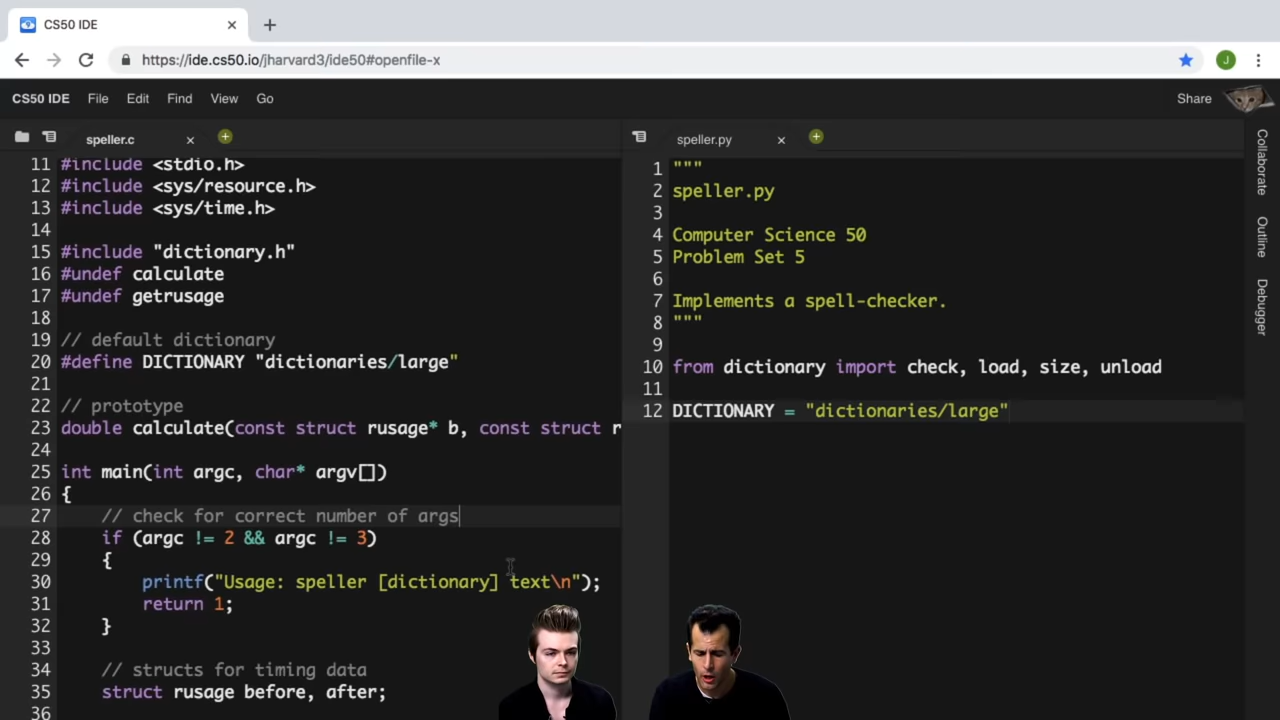 CS50 IDE
https://ide.cs50.io/jharvard3/ide50#openfile-x
J
CS50 IDE File Edit Find View Go Share
speller.c
11 #include <stdio.h>
12 #include <sys/resource.h>
13 #include <sys/time.h>
14
15 #include "dictionary.h"
16 #undef calculate
17 #undef getrusage
18
19 // default dictionary
20 #define DICTIONARY "dictionaries/large"
21
22 // prototype
23 double calculate(const struct rusage* b, const struct r
24
25 int main(int argc, char* argv[])
26 {
27 // check for correct number of args
28 if (argc != 2 && argc != 3)
29 {
30 printf("Usage: speller [dictionary] text\n");
31 return 1;
32 }
33
34 // structs for timing data
35 struct rusage before, after;
36
speller.py
1 """
2 speller.py
3
4 Computer Science 50
5 Problem Set 5
6
7 Implements a spell-checker.
8 """
9
10 from dictionary import check, load, size, unload
11
12 DICTIONARY = "dictionaries/large"
Collaborate
Outline
Debugger